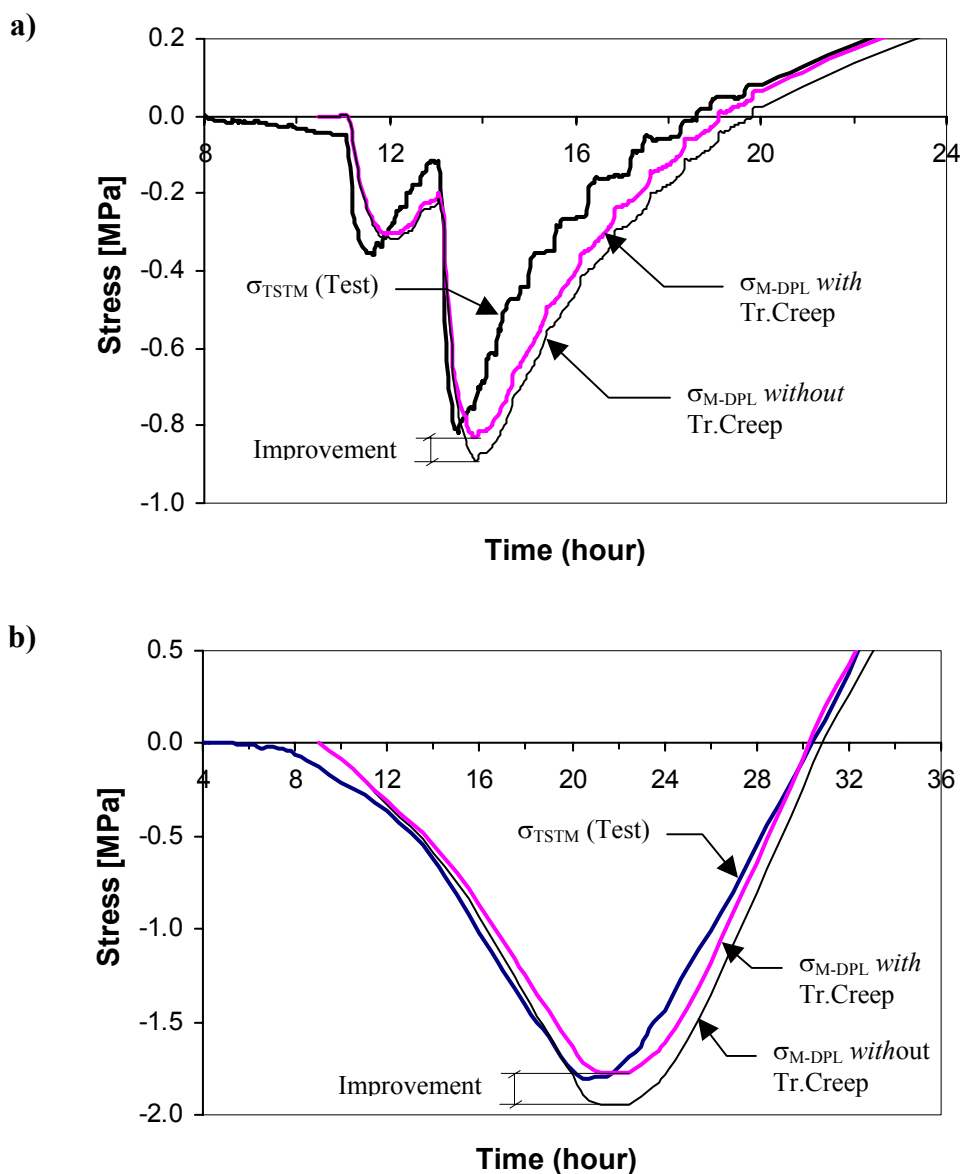 a)
0.2
0.0
-0.2
-0.4
-0.6
-0.8
-1.0
8
12
16
20
24
Stress [MPa]
σTSTM (Test)
σM-DPL with
Tr.Creep
σM-DPL without
Tr.Creep
Improvement
Time (hour)
b)
0.5
0.0
-0.5
-1.0
-1.5
-2.0
4
8
12
16
20
24
28
32
36
Stress [MPa]
σTSTM (Test)
σM-DPL with
Tr.Creep
σM-DPL without
Tr.Creep
Improvement
Time (hour)